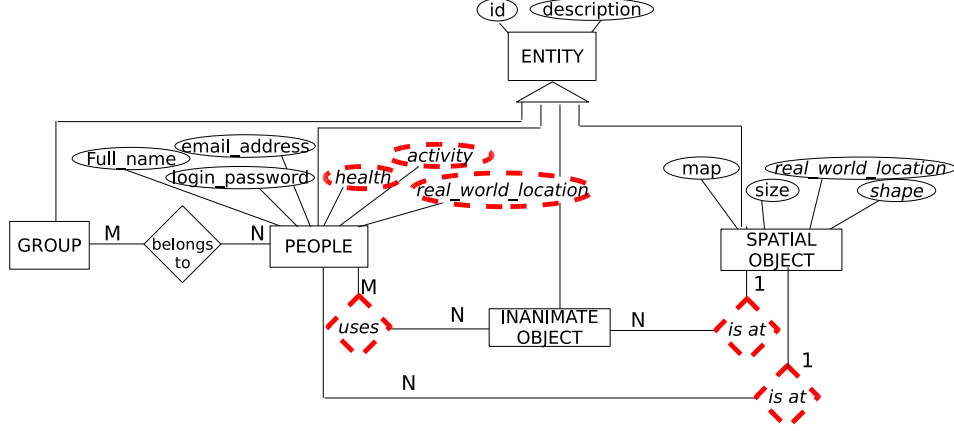 id
description
ENTITY
Full_name
email_address
login_password
health
activity
real_world_location
map
size
real_world_location
shape
GROUP
M
belongs
to
N
PEOPLE
SPATIAL
OBJECT
M
uses
N
INANIMATE
OBJECT
N
1
is at
N
1
is at